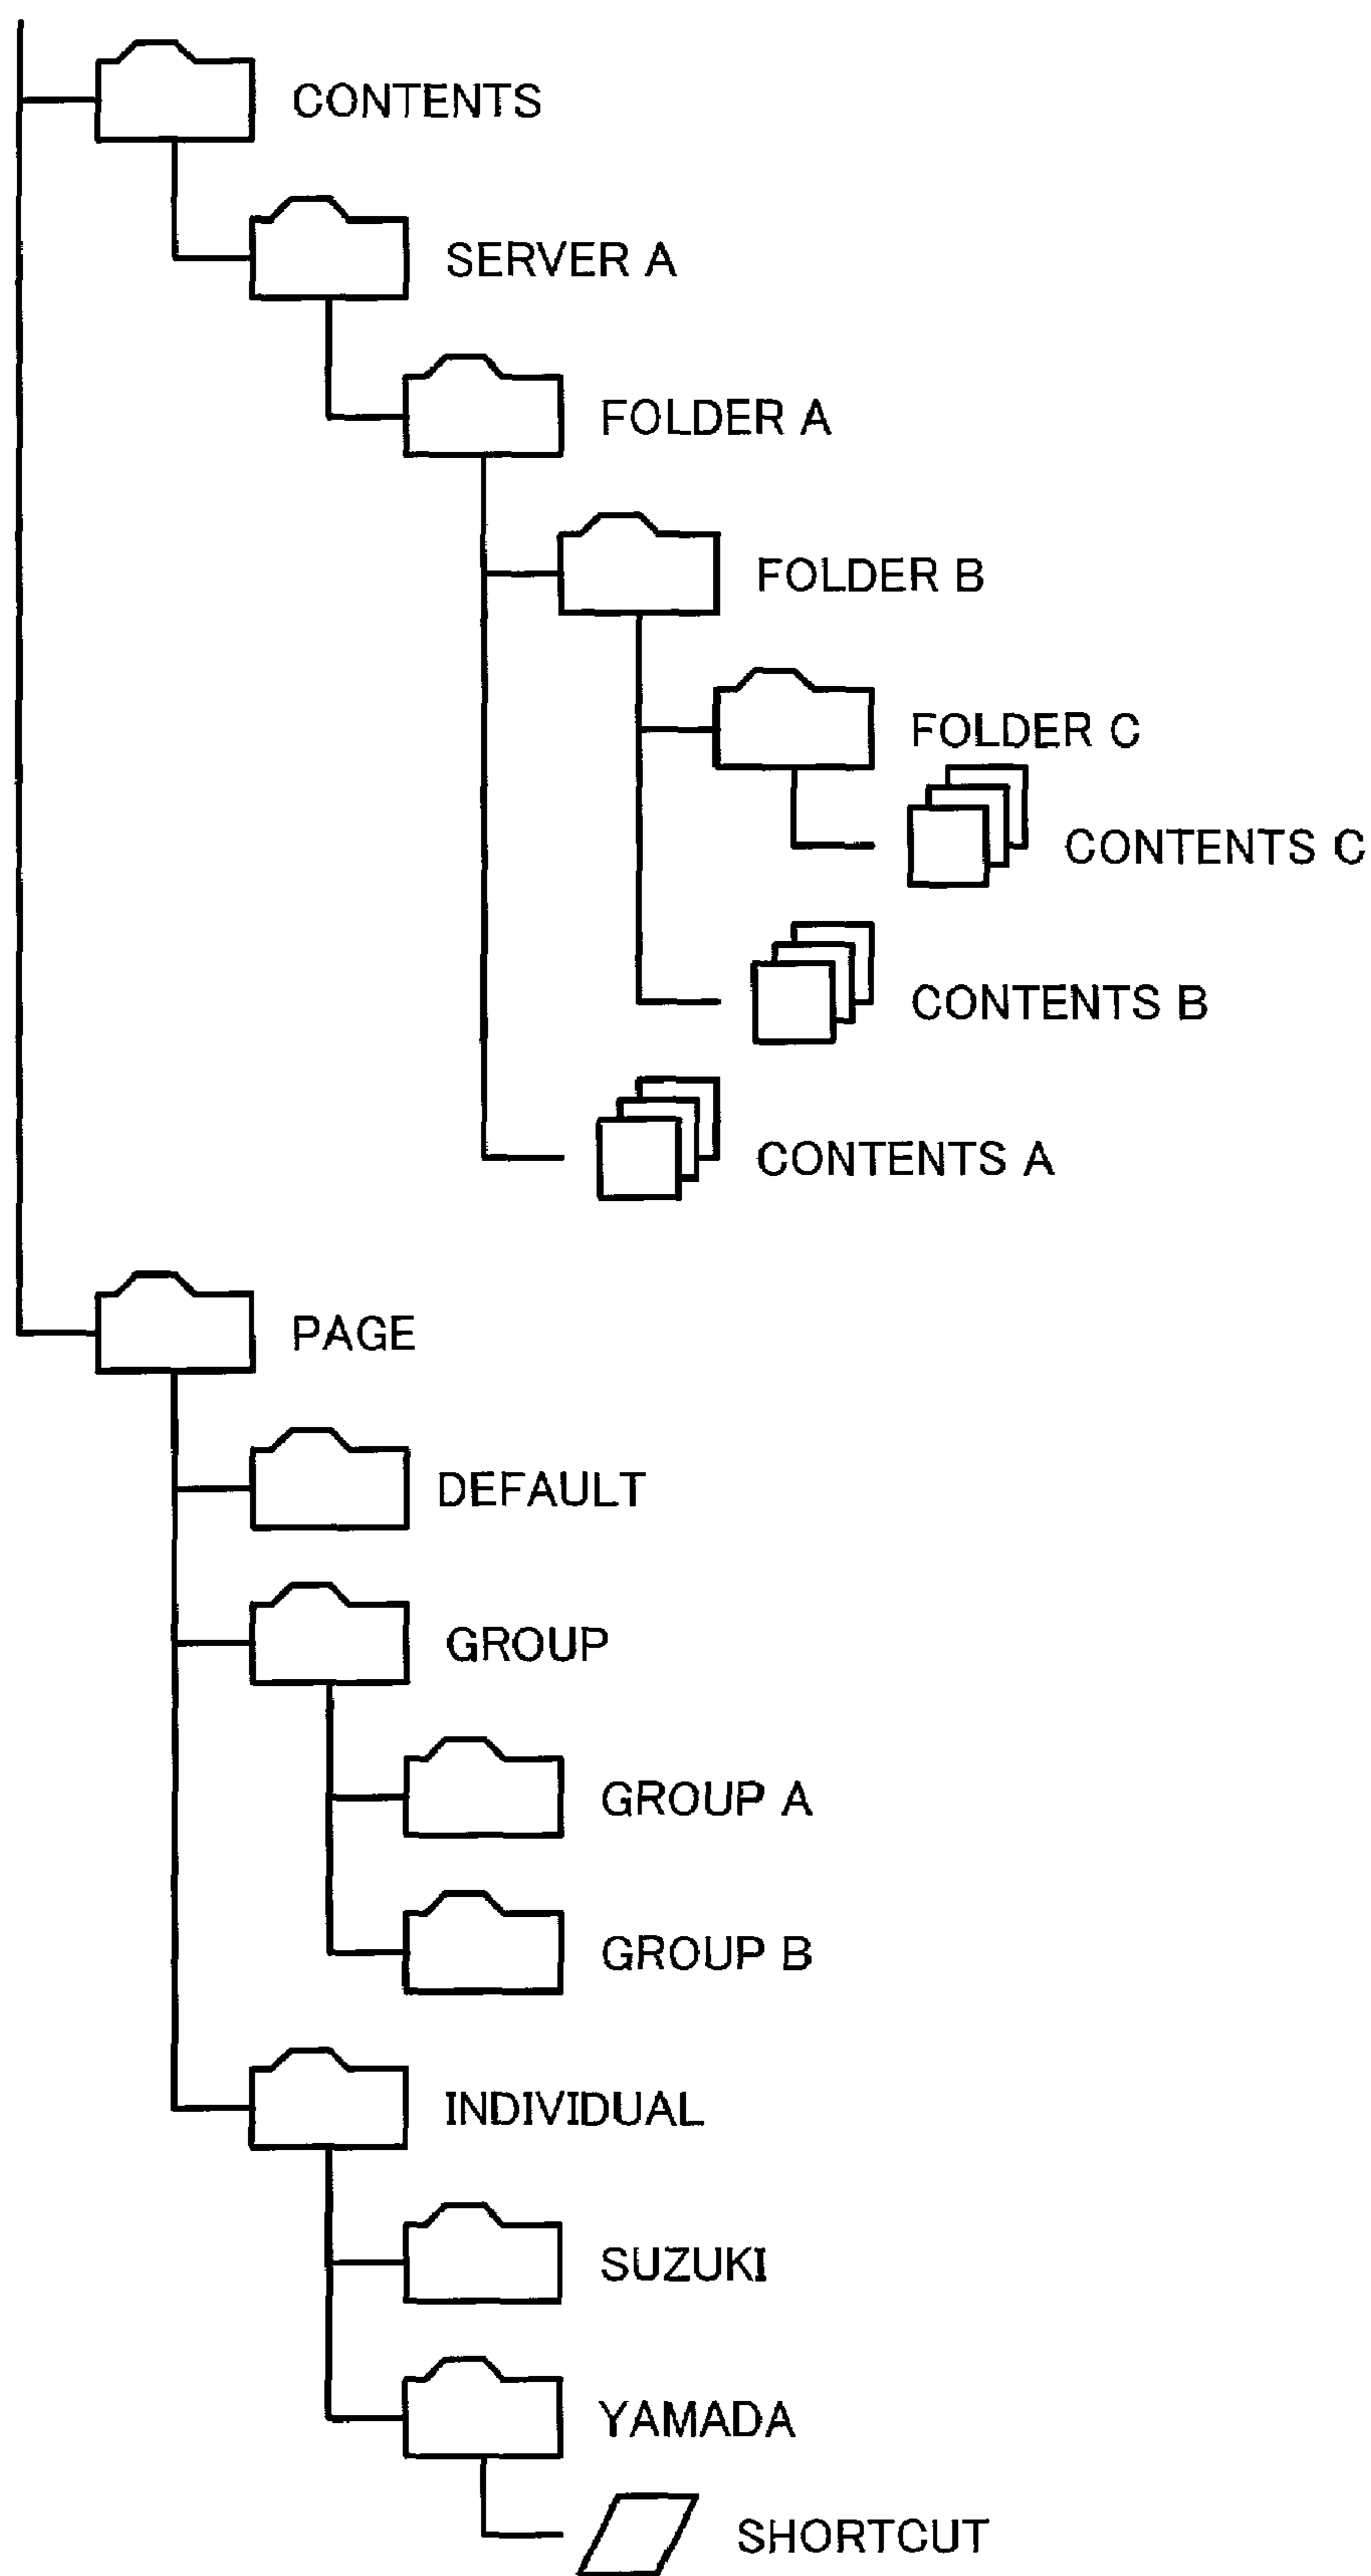 CONTENTS
SERVER A
FOLDER A
FOLDER B
FOLDER C
CONTENTS C
CONTENTS B
CONTENTS A
PAGE
DEFAULT
GROUP
GROUP A
GROUP B
INDIVIDUAL
SUZUKI
YAMADA
SHORTCUT